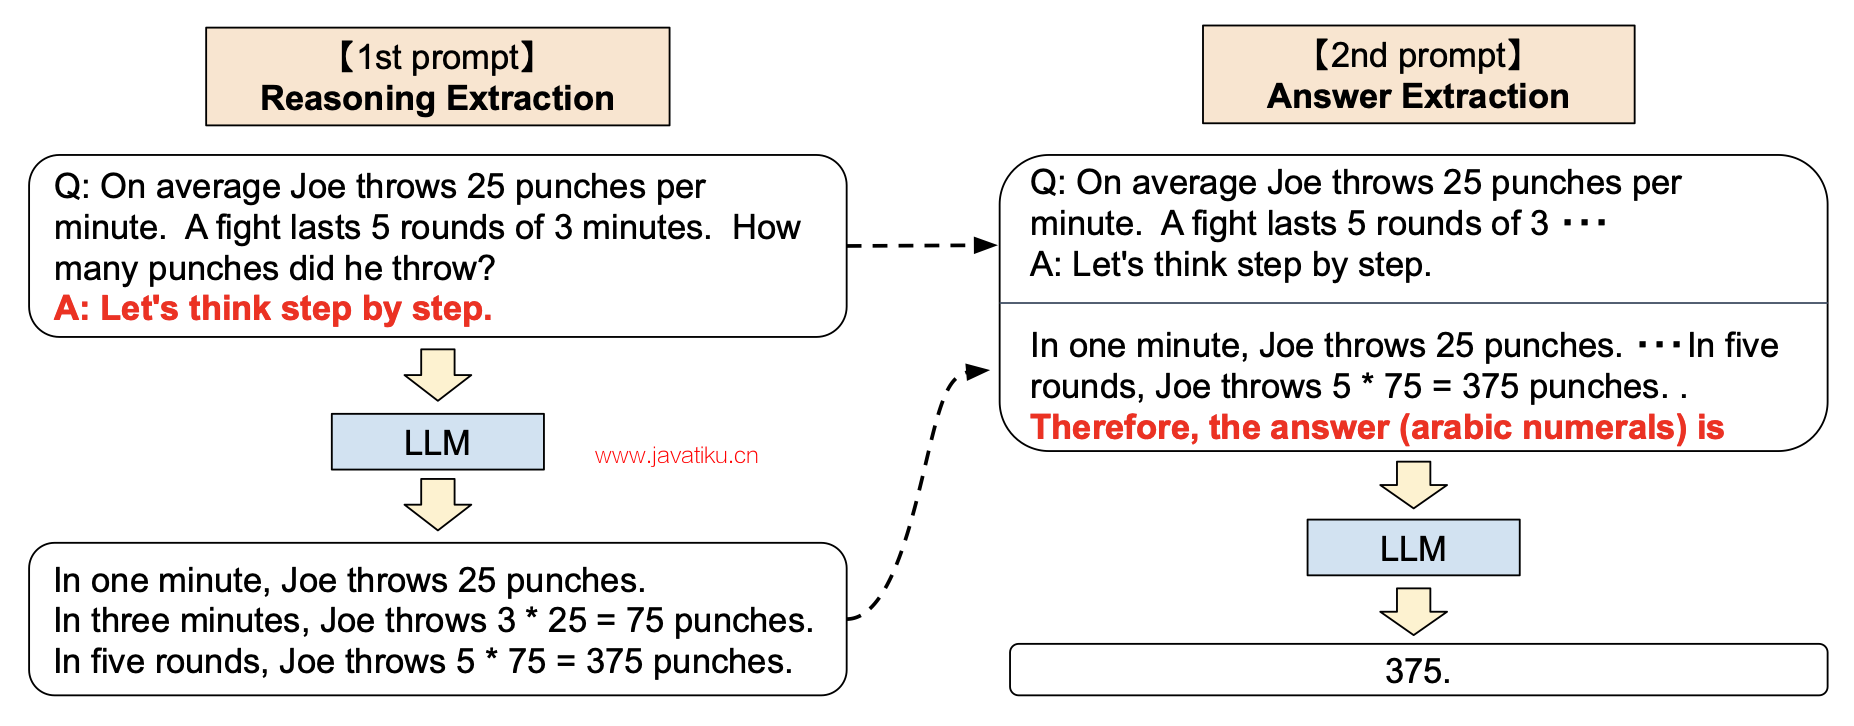 【1st prompt】
Reasoning Extraction
Q: On average Joe throws 25 punches per
minute.  A fight lasts 5 rounds of 3 minutes.  How
many punches did he throw?
A: Let's think step by step.
LLM
www.javatiku.cn
In one minute, Joe throws 25 punches.
In three minutes, Joe throws 3 * 25 = 75 punches.
In five rounds, Joe throws 5 * 75 = 375 punches.
【2nd prompt】
Answer Extraction
Q: On average Joe throws 25 punches per
minute.  A fight lasts 5 rounds of 3 ･･･
A: Let's think step by step.
In one minute, Joe throws 25 punches. ･･･In five
rounds, Joe throws 5 * 75 = 375 punches. .
Therefore, the answer (arabic numerals) is
LLM
375.